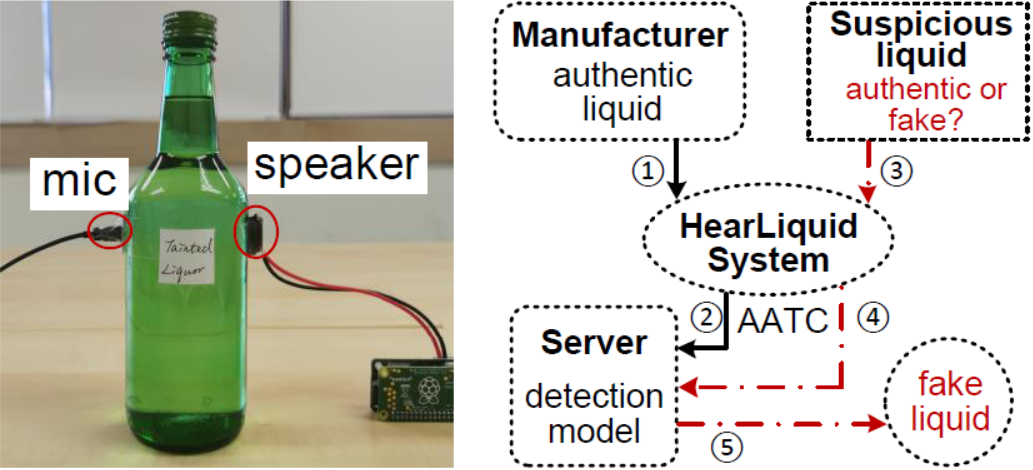 mic
speaker
Tainted
Liquor
Manufacturer
authentic
liquid
Suspicious
liquid
authentic or
fake?
①
③
HearLiquid
System
②
AATC
④
Server
detection
model
⑤
fake
liquid